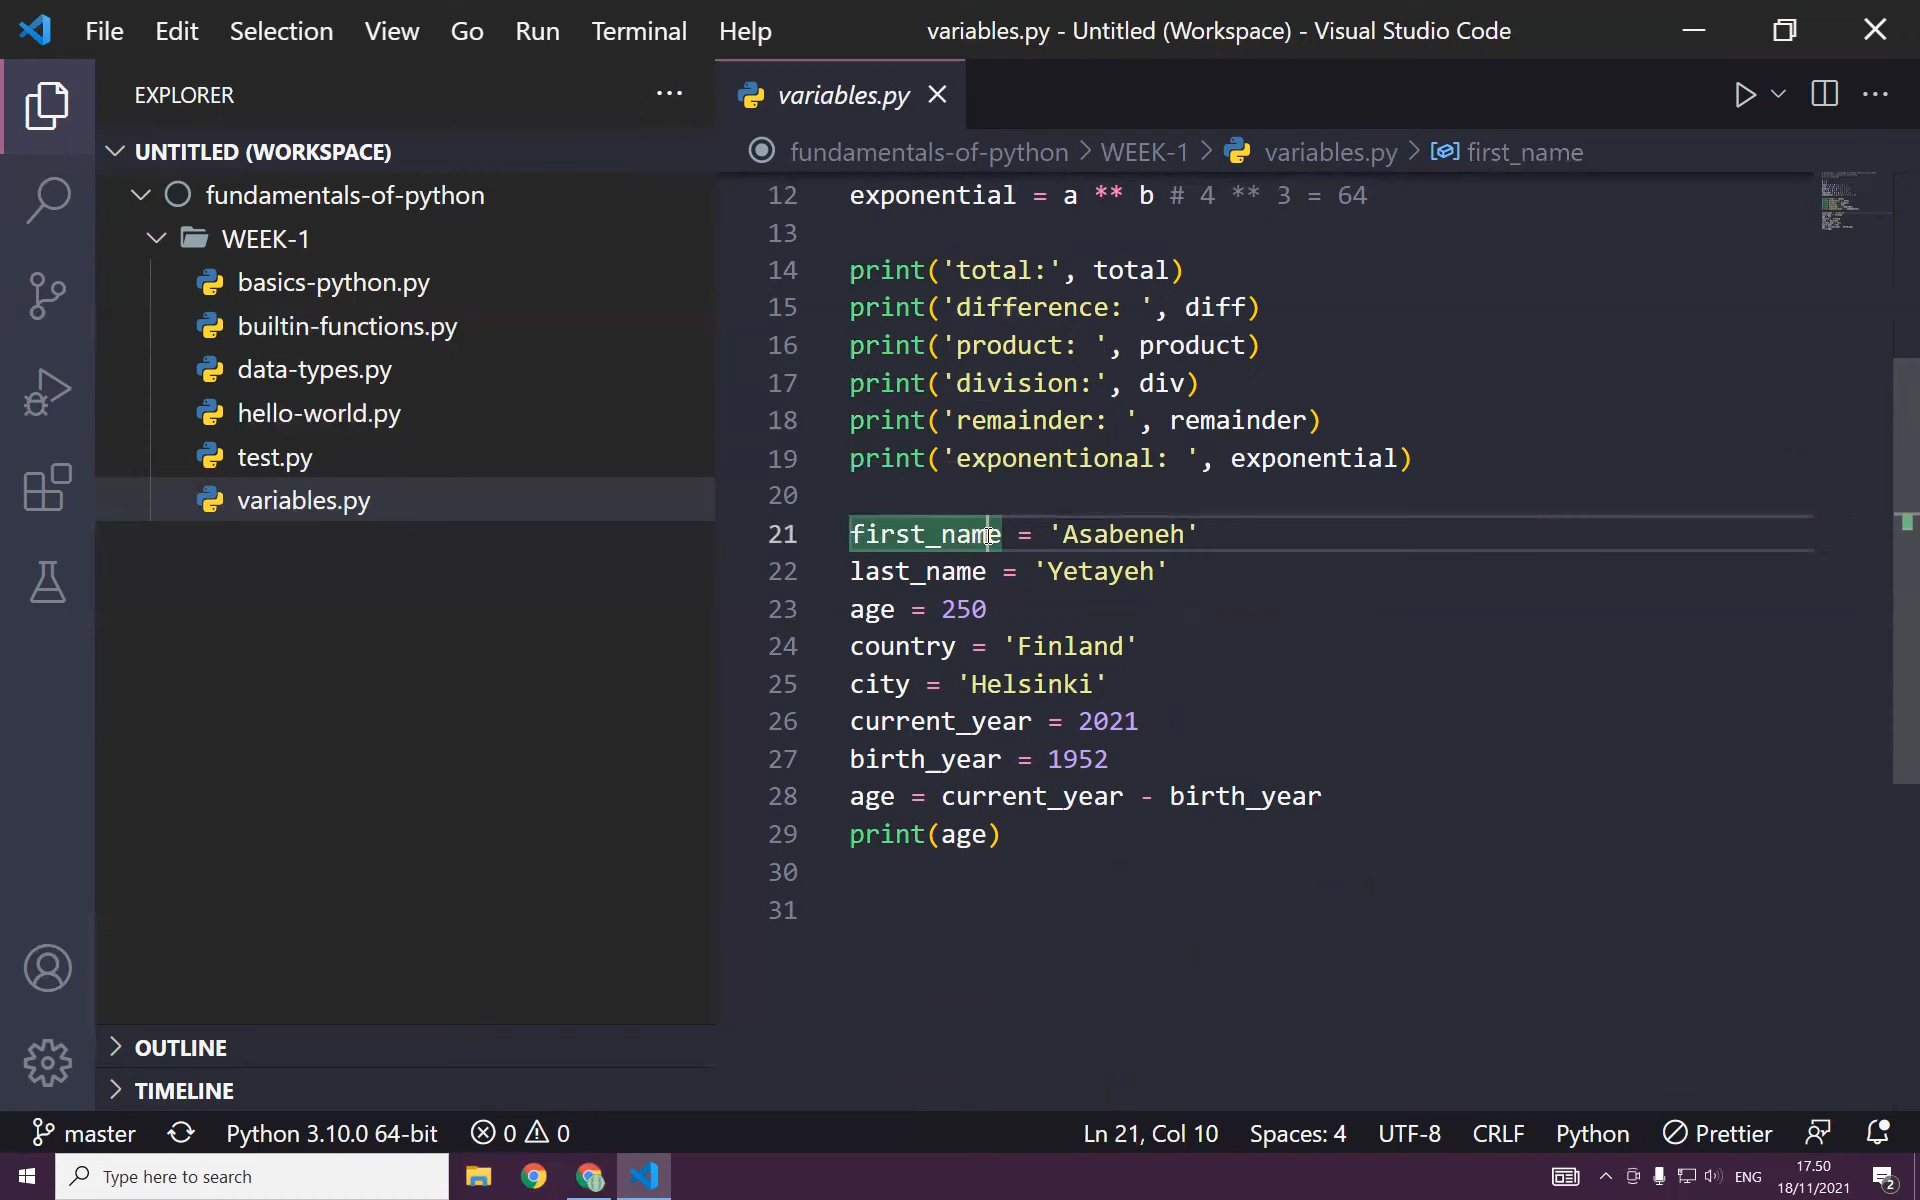 File Edit Selection View Go Run Terminal Help
variables.py - Untitled (Workspace) - Visual Studio Code
EXPLORER
UNTITLED (WORKSPACE)
fundamentals-of-python
WEEK-1
basics-python.py
builtin-functions.py
data-types.py
hello-world.py
test.py
variables.py
OUTLINE
TIMELINE
variables.py
fundamentals-of-python > WEEK-1 > variables.py > first_name
12 exponential = a ** b # 4 ** 3 = 64
13
14 print('total:', total)
15 print('difference: ', diff)
16 print('product: ', product)
17 print('division:', div)
18 print('remainder: ', remainder)
19 print('exponentional: ', exponential)
20
21 first_name = 'Asabeneh'
22 last_name = 'Yetayeh'
23 age = 250
24 country = 'Finland'
25 city = 'Helsinki'
26 current_year = 2021
27 birth_year = 1952
28 age = current_year - birth_year
29 print(age)
30
31
master Python 3.10.0 64-bit 0 0 Ln 21, Col 10 Spaces: 4 UTF-8 CRLF Python Prettier
Type here to search
ENG
17.50
18/11/2021
2